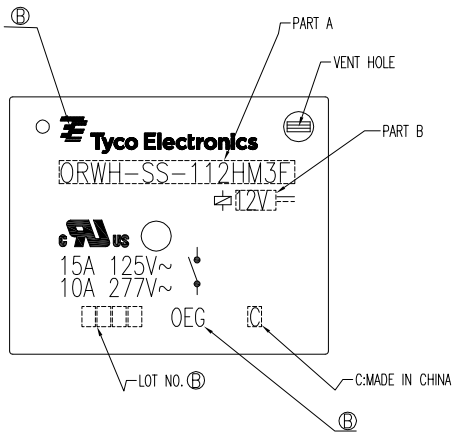 Ⓑ
PART A
VENT HOLE
Tyco Electronics
PART B
ORWH-SS-112HM3F
12V
c RU US
15A 125V~
10A 277V~
OEG
C
LOT NO. Ⓑ
C:MADE IN CHINA
Ⓑ